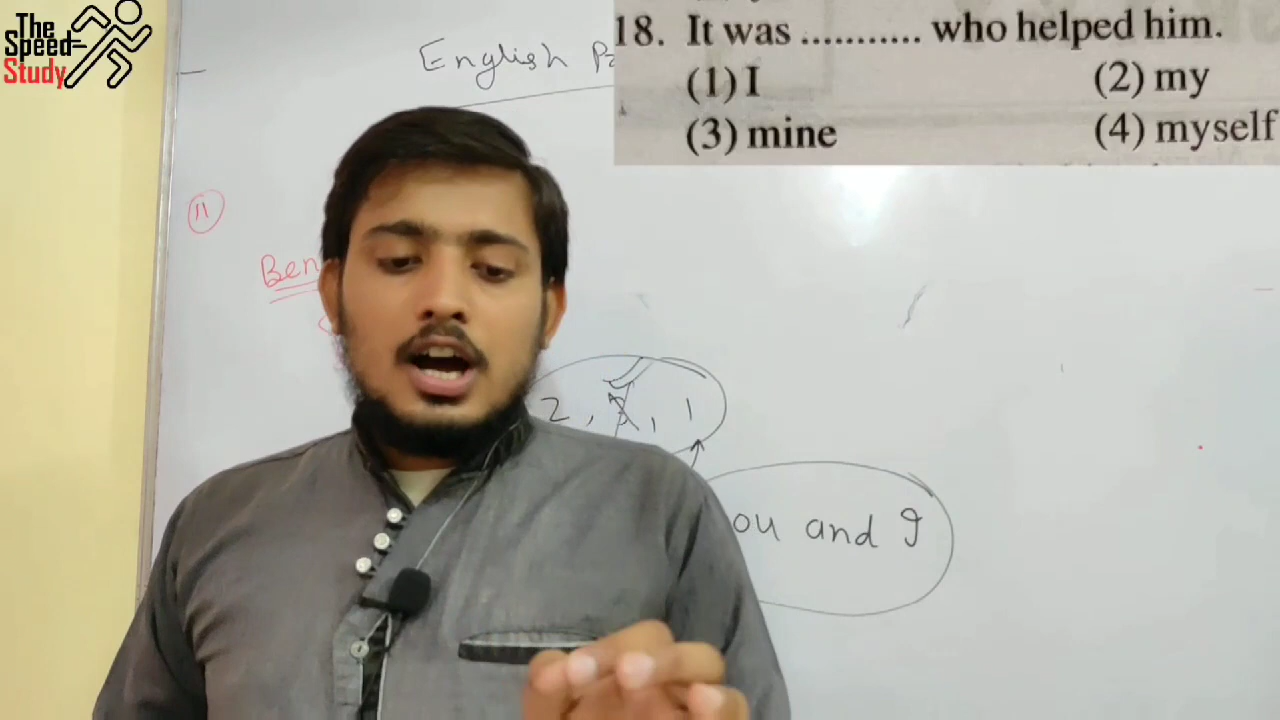 The
Speed
Study
English
18. It was ........... who helped him.
(1) I (2) my
(3) mine (4) myself
11
Ben
2, 3, 1
ou and I